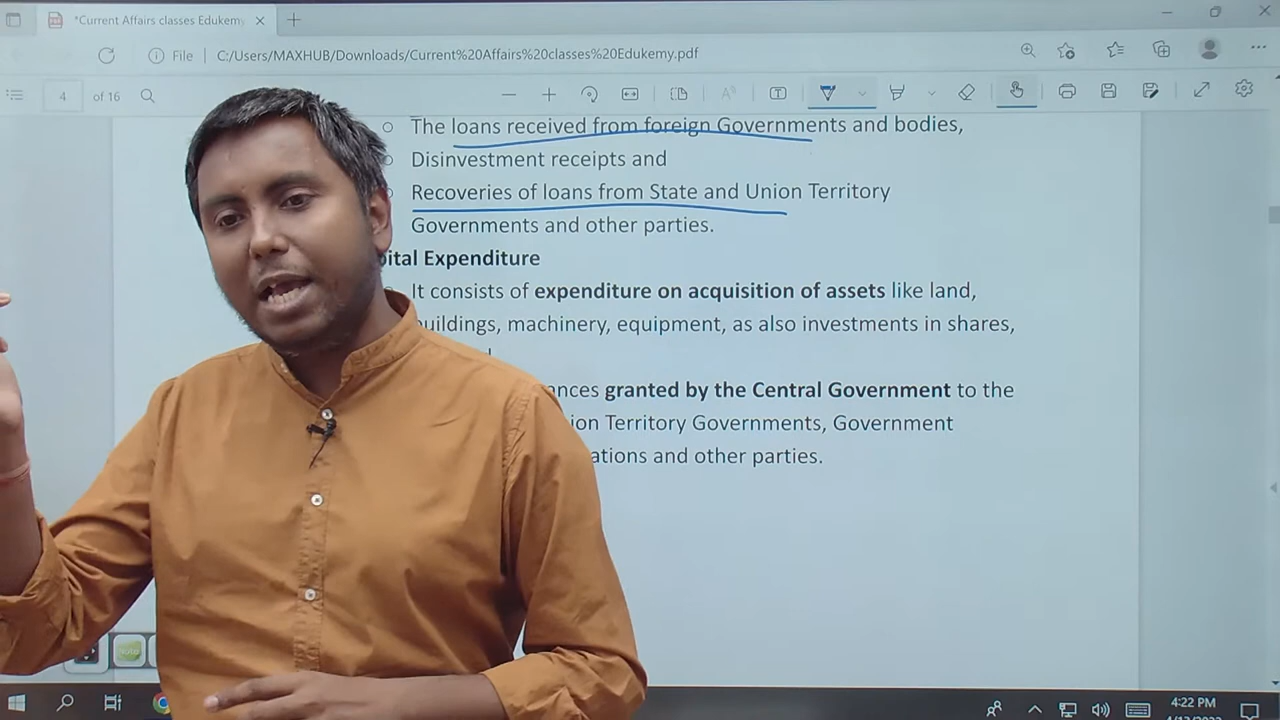 *Current Affairs classes Edukemy
File C:/Users/MAXHUB/Downloads/Current%20Affairs%20classes%20Edukemy.pdf
4 of 16
The loans received from foreign Governments and bodies,
Disinvestment receipts and
Recoveries of loans from State and Union Territory
Governments and other parties.
pital Expenditure
It consists of expenditure on acquisition of assets like land,
buildings, machinery, equipment, as also investments in shares,
ances granted by the Central Government to the
ion Territory Governments, Government
ations and other parties.
4:22 PM